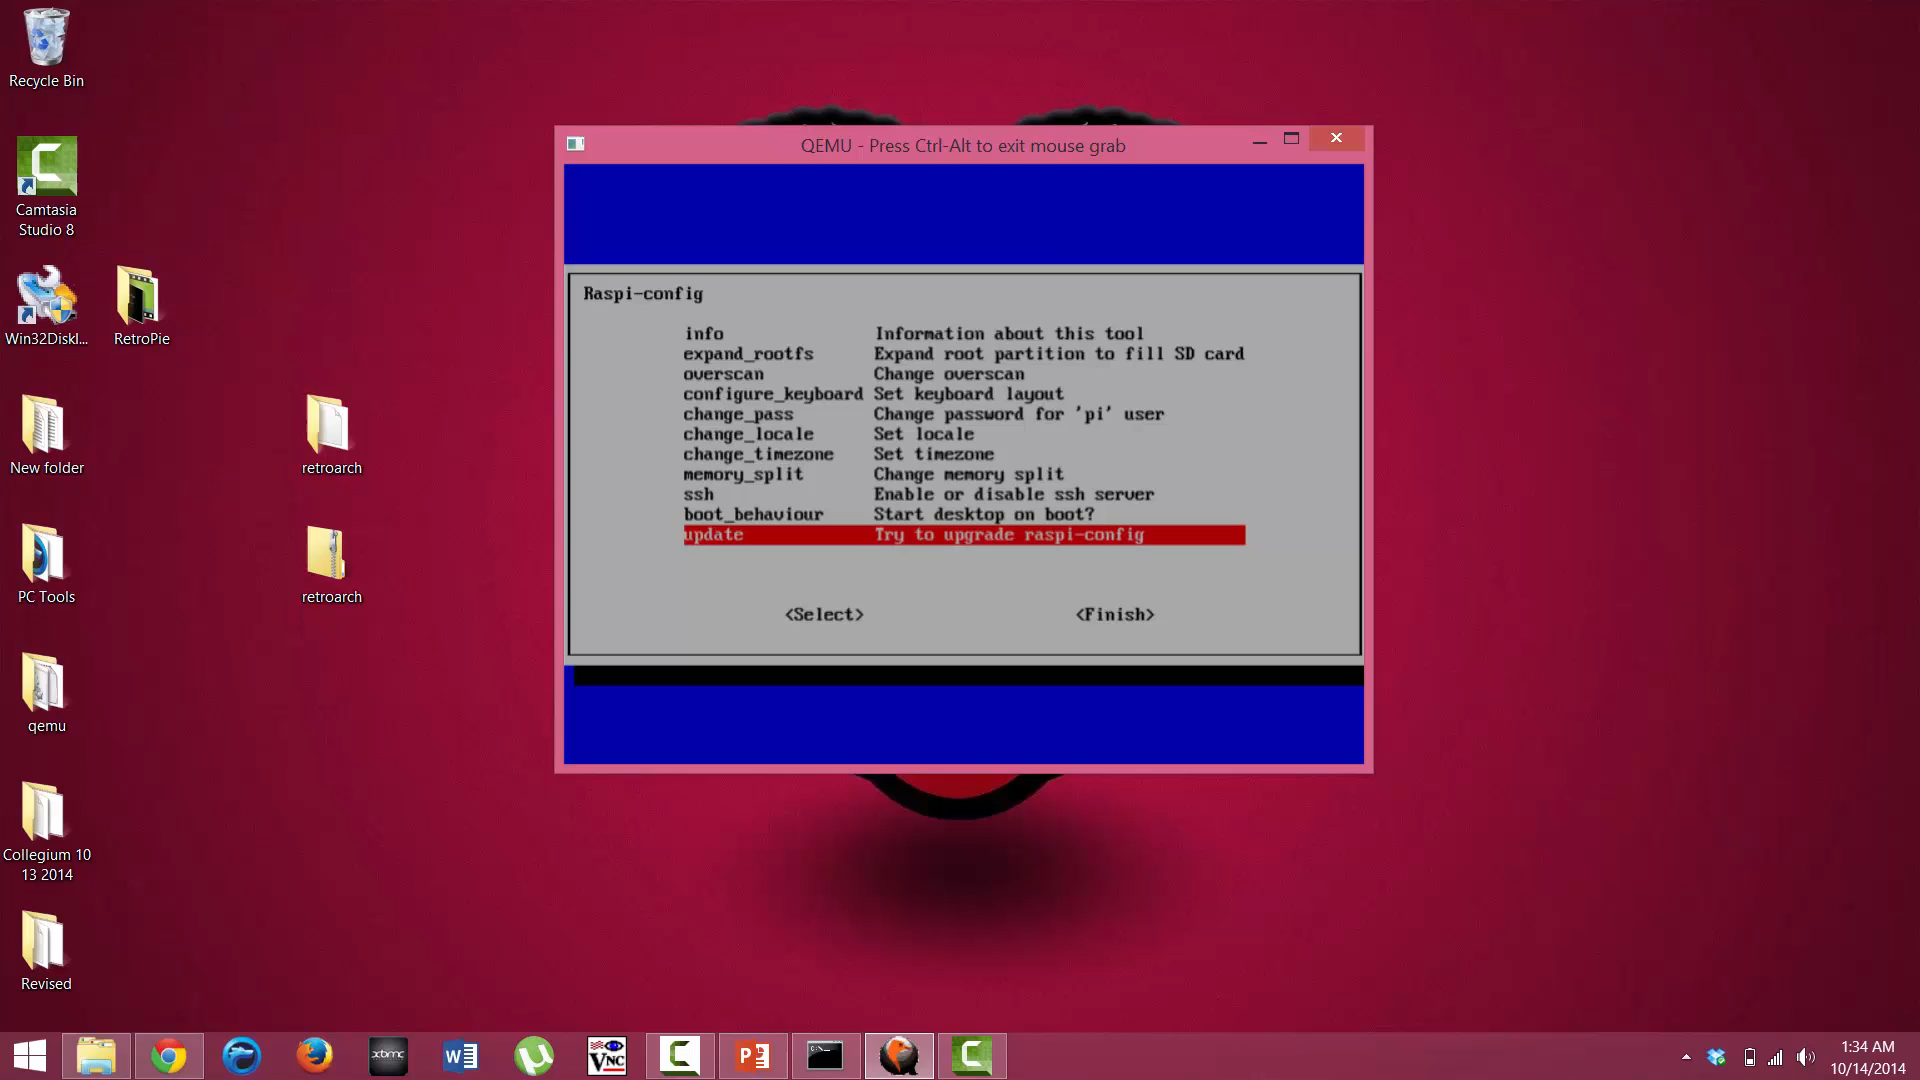 Recycle Bin
Camtasia
Studio 8
Win32DiskI...
RetroPie
New folder
retroarch
PC Tools
retroarch
qemu
Collegium 10
13 2014
Revised
QEMU - Press Ctrl-Alt to exit mouse grab
Raspi-config
info Information about this tool
expand_rootfs Expand root partition to fill SD card
overscan Change overscan
configure_keyboard Set keyboard layout
change_pass Change password for 'pi' user
change_locale Set locale
change_timezone Set timezone
memory_split Change memory split
ssh Enable or disable ssh server
boot_behaviour Start desktop on boot?
update Try to upgrade raspi-config
<Select> <Finish>
xbmc
VNC
1:34 AM
10/14/2014